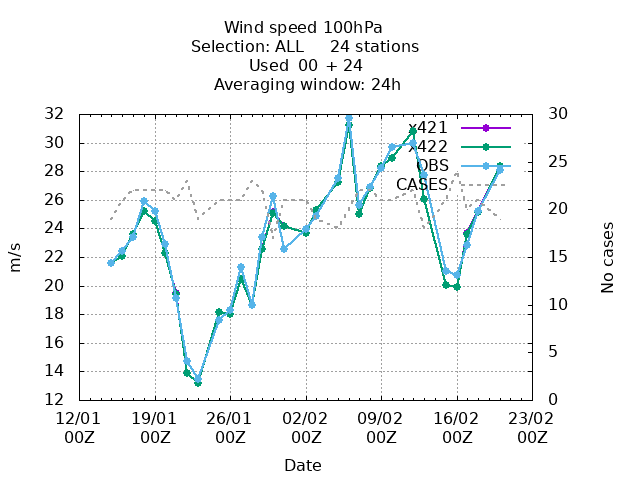 Wind speed 100hPa
Selection: ALL 24 stations
Used 00 + 24
Averaging window: 24h
32 30
30
28 25
26
24 20
22
20 15
18
16 10
14 5
12 0
x421
x422
OBS
CASES
m/s
No cases
12/01 19/01 26/01 02/02 09/02 16/02 23/02
00Z 00Z 00Z 00Z 00Z 00Z 00Z
Date